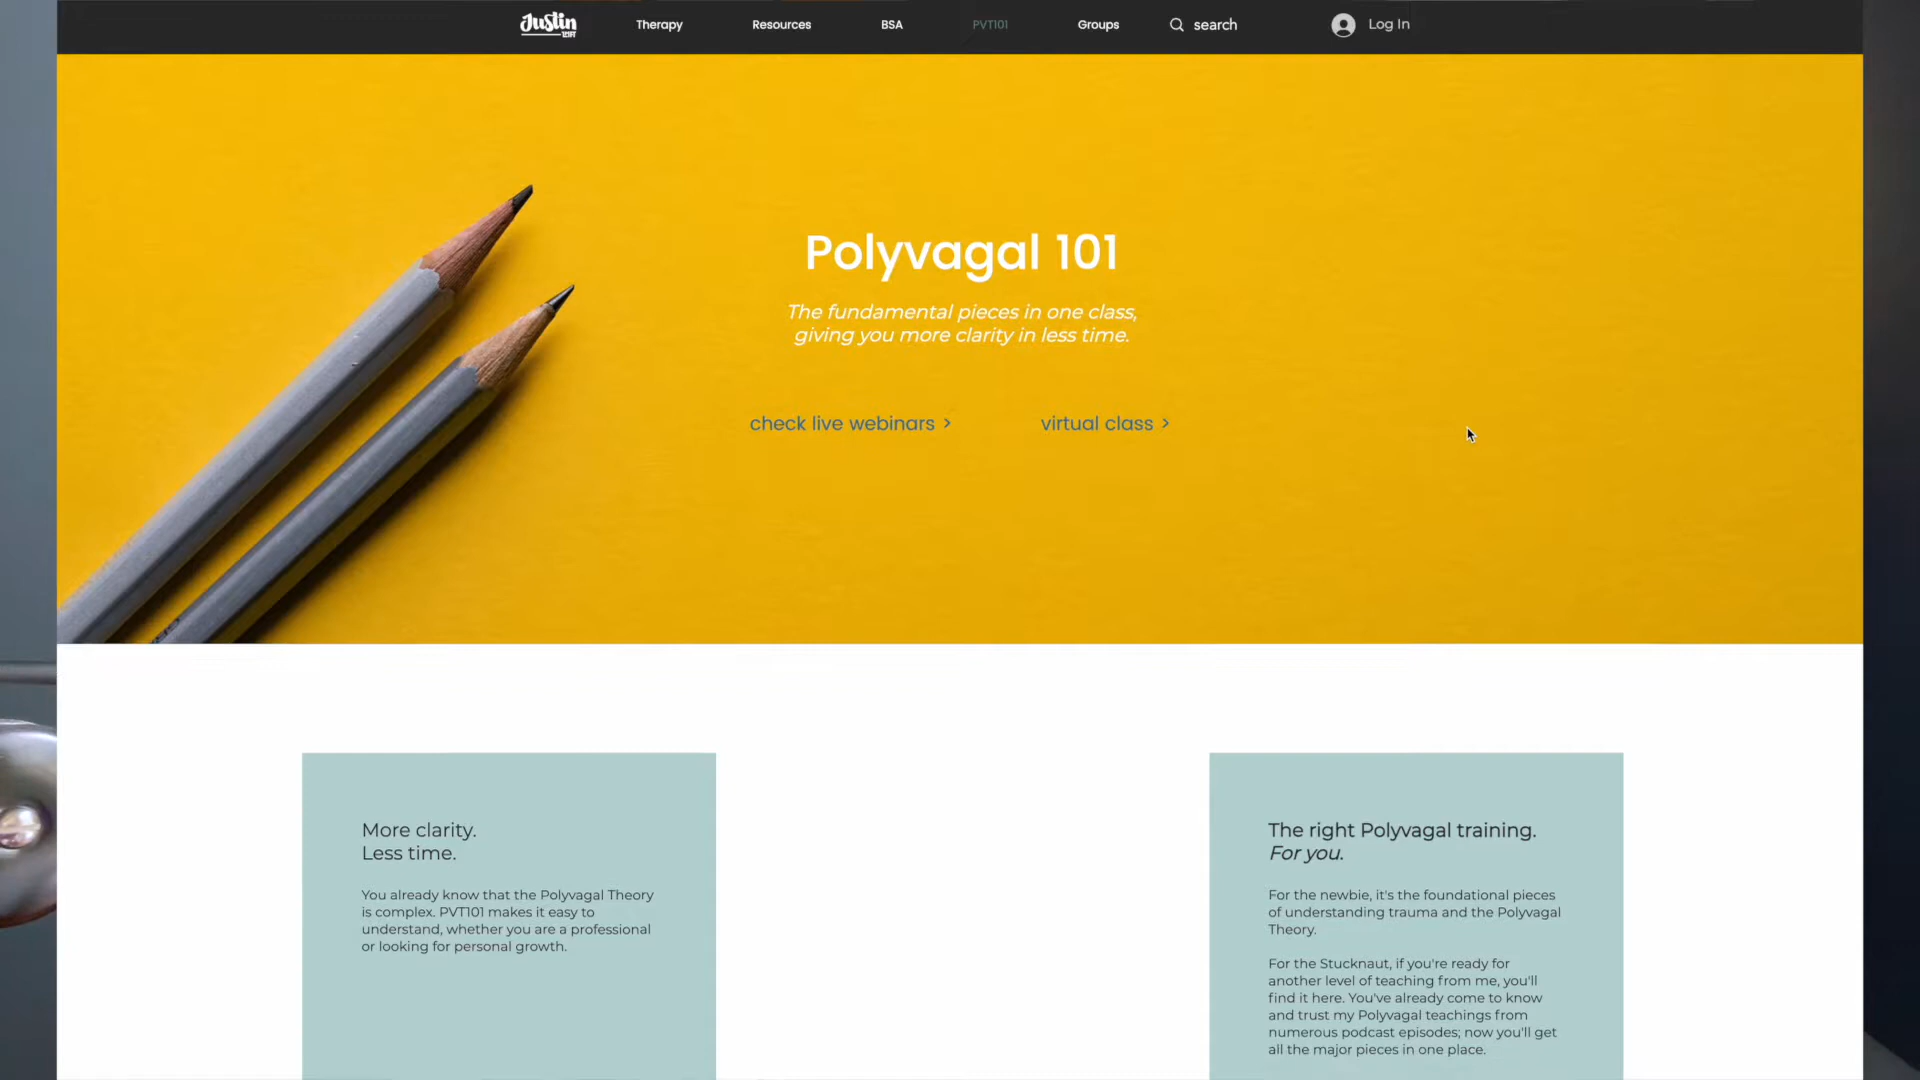 Justin
Therapy
Resources
BSA
PVT101
Groups
search
Log In
Polyvagal 101
The fundamental pieces in one class,
giving you more clarity in less time.
check live webinars >
virtual class >
More clarity.
Less time.
You already know that the Polyvagal Theory
is complex. PVT101 makes it easy to
understand, whether you are a professional
or looking for personal growth.
The right Polyvagal training.
For you.
For the newbie, it's the foundational pieces
of understanding trauma and the Polyvagal
Theory.
For the Stucknaut, if you're ready for
another level of teaching from me, you'll
find it here. You've already come to know
and trust my Polyvagal teachings from
numerous podcast episodes; now you'll get
all the major pieces in one place.